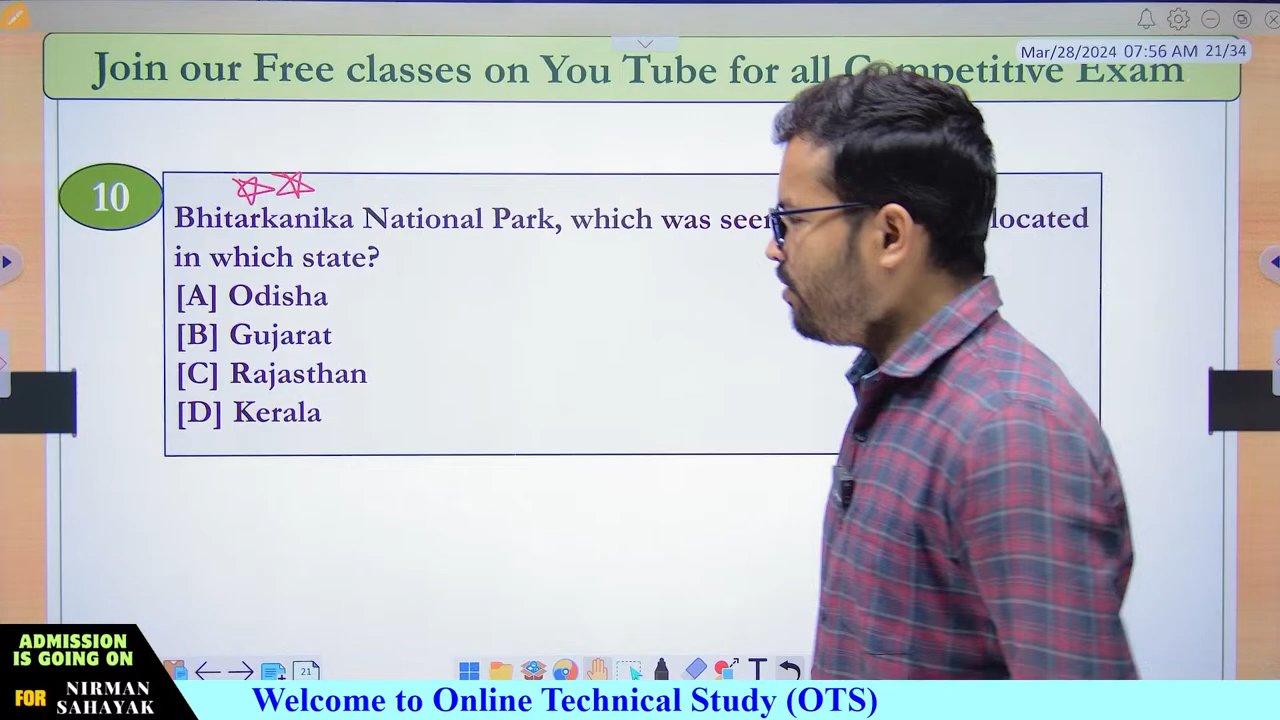 Mar/28/2024 07:56 AM 21/34
Join our Free classes on You Tube for all Competitive Exam
10
Bhitarkanika National Park, which was seen located
in which state?
[A] Odisha
[B] Gujarat
[C] Rajasthan
[D] Kerala
21
T
ADMISSION
IS GOING ON
FOR NIRMAN
SAHAYAK
Welcome to Online Technical Study (OTS)